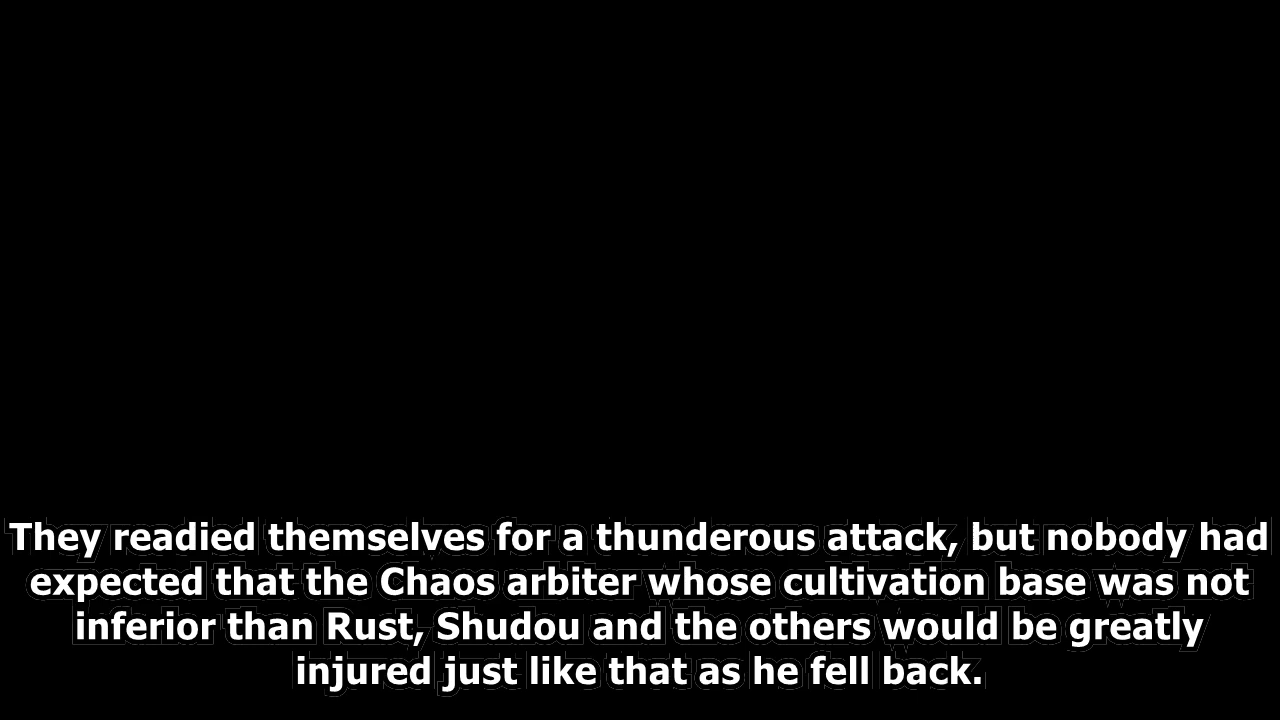 They readied themselves for a thunderous attack, but nobody had
expected that the Chaos arbiter whose cultivation base was not
inferior than Rust, Shudou and the others would be greatly
injured just like that as he fell back.